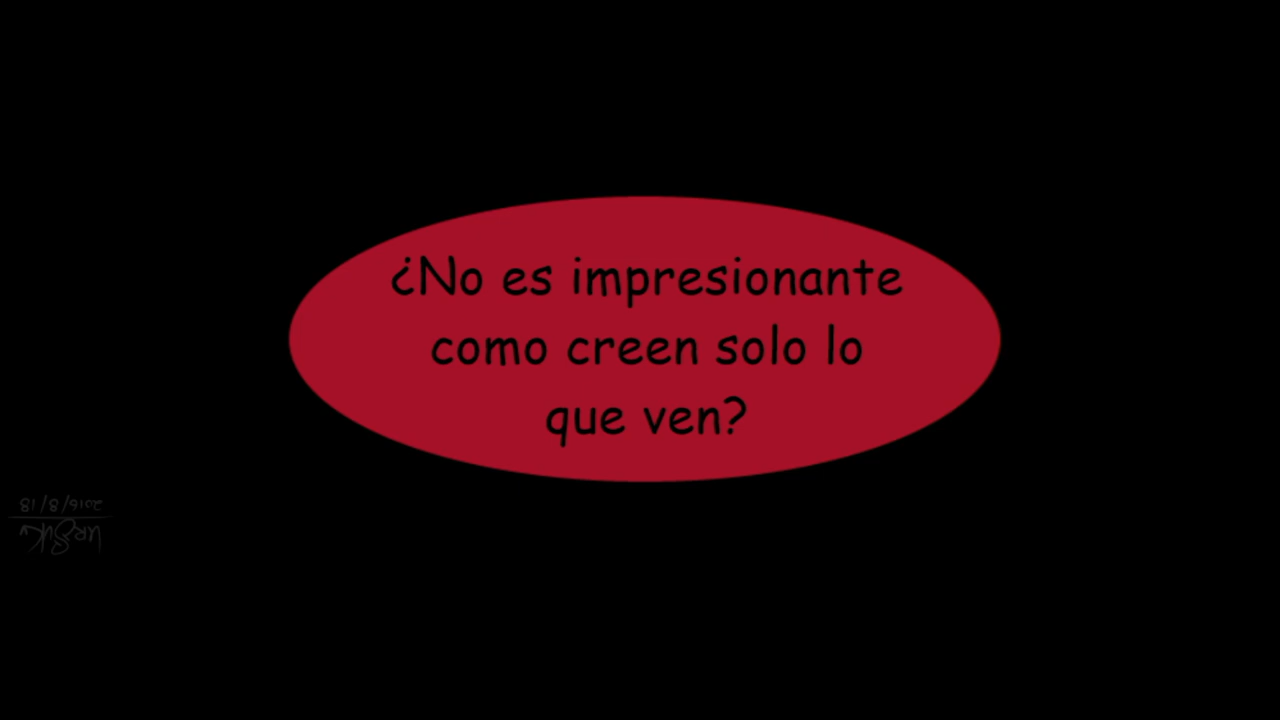 ¿No es impresionante
como creen solo lo
que ven?